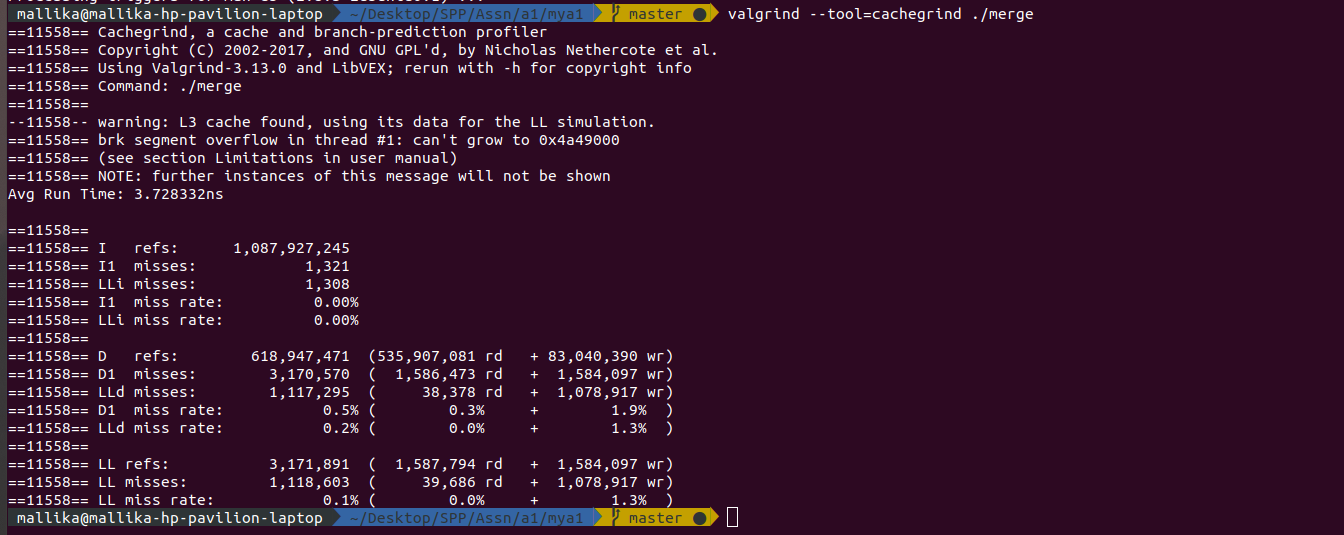 mallika@mallika-hp-pavilion-laptop ~/Desktop/SPP/Assn/a1/mya1 master ● valgrind --tool=cachegrind ./merge
==11558== Cachegrind, a cache and branch-prediction profiler
==11558== Copyright (C) 2002-2017, and GNU GPL'd, by Nicholas Nethercote et al.
==11558== Using Valgrind-3.13.0 and LibVEX; rerun with -h for copyright info
==11558== Command: ./merge
==11558==
--11558-- warning: L3 cache found, using its data for the LL simulation.
==11558== brk segment overflow in thread #1: can't grow to 0x4a49000
==11558== (see section Limitations in user manual)
==11558== NOTE: further instances of this message will not be shown
Avg Run Time: 3.728332ns
==11558==
==11558== I   refs:      1,087,927,245
==11558== I1  misses:            1,321
==11558== LLi misses:            1,308
==11558== I1  miss rate:          0.00%
==11558== LLi miss rate:          0.00%
==11558==
==11558== D   refs:        618,947,471  (535,907,081 rd   + 83,040,390 wr)
==11558== D1  misses:        3,170,570  (  1,586,473 rd   +  1,584,097 wr)
==11558== LLd misses:        1,117,295  (     38,378 rd   +  1,078,917 wr)
==11558== D1  miss rate:           0.5% (        0.3%     +        1.9%  )
==11558== LLd miss rate:           0.2% (        0.0%     +        1.3%  )
==11558==
==11558== LL refs:           3,171,891  (  1,587,794 rd   +  1,584,097 wr)
==11558== LL misses:         1,118,603  (     39,686 rd   +  1,078,917 wr)
==11558== LL miss rate:            0.1% (        0.0%     +        1.3%  )
mallika@mallika-hp-pavilion-laptop ~/Desktop/SPP/Assn/a1/mya1 master ●